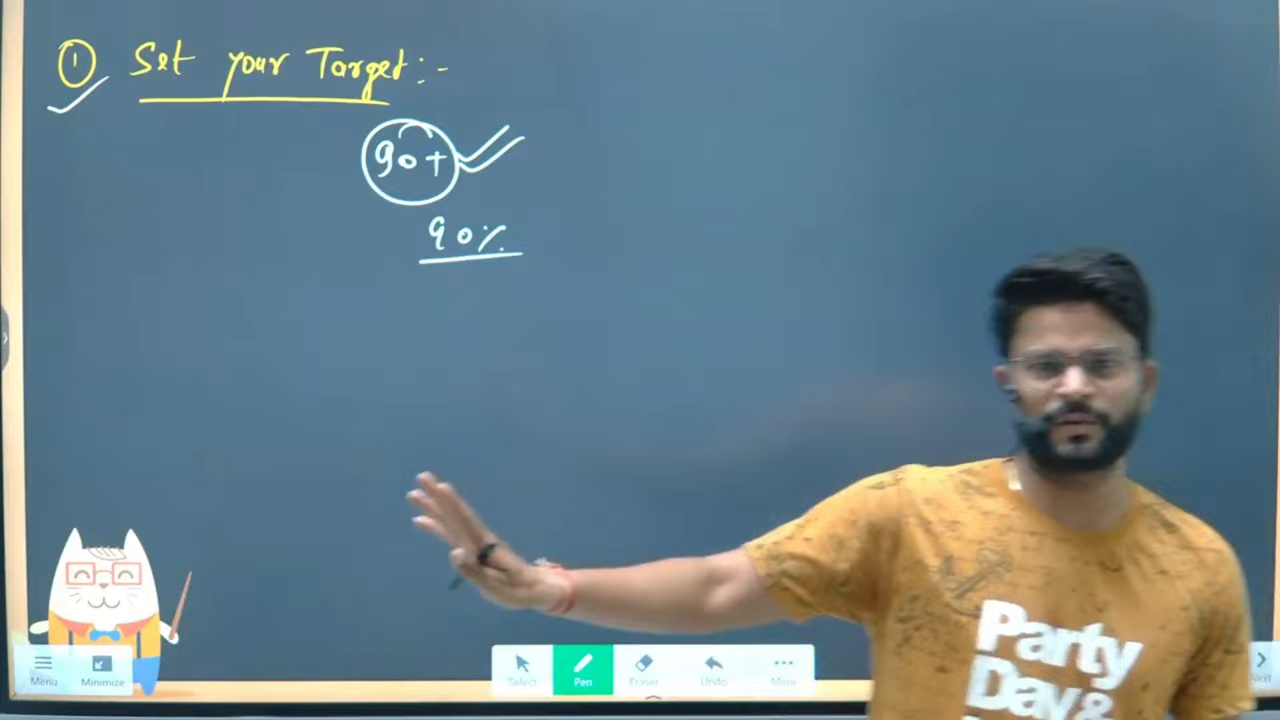 ① Set your Target:-
90+
90%
Party
Day&
Menu
Minimize
Select
Pen
Eraser
Undo
More